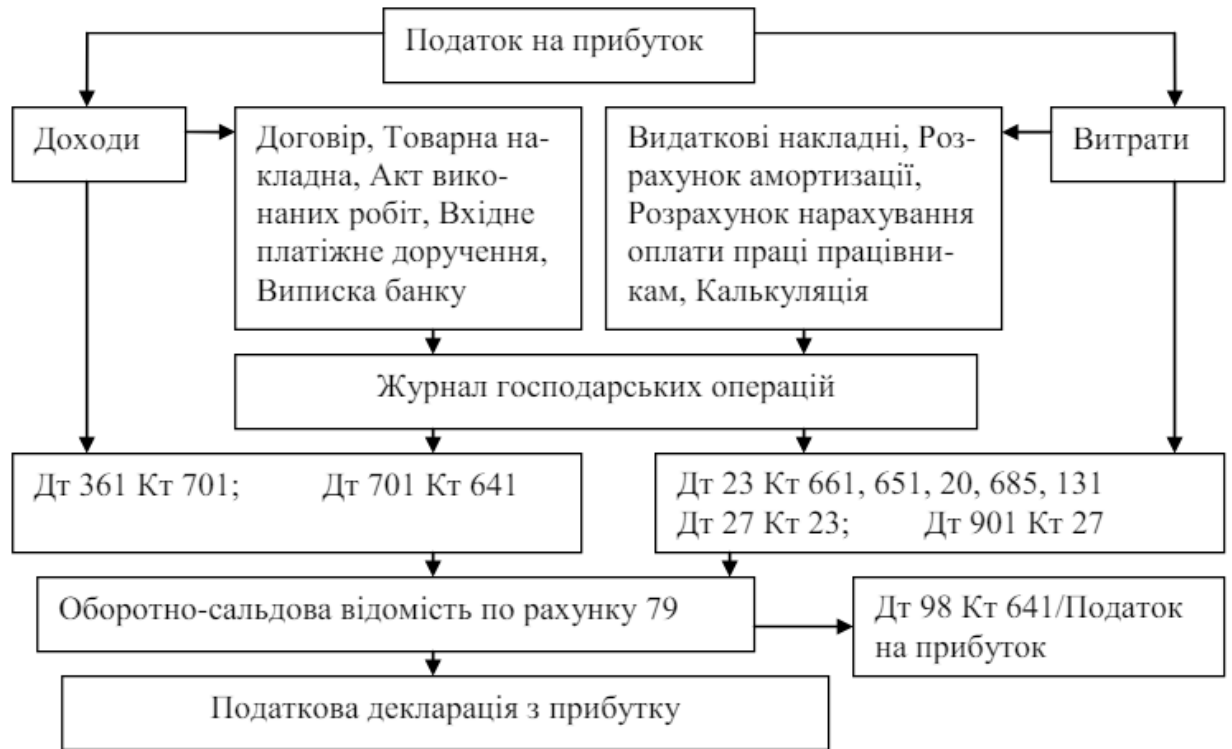 Податок на прибуток
Доходи
Договір, Товарна на-
кладна, Акт вико-
наних робіт, Вхідне
платіжне доручення,
Виписка банку
Видаткові накладні, Роз-
рахунок амортизації,
Розрахунок нарахування
оплати праці працівни-
кам, Калькуляція
Витрати
Журнал господарських операцій
Дт 361 Кт 701; Дт 701 Кт 641
Дт 23 Кт 661, 651, 20, 685, 131
Дт 27 Кт 23; Дт 901 Кт 27
Оборотно-сальдова відомість по рахунку 79
Дт 98 Кт 641/Податок
на прибуток
Податкова декларація з прибутку